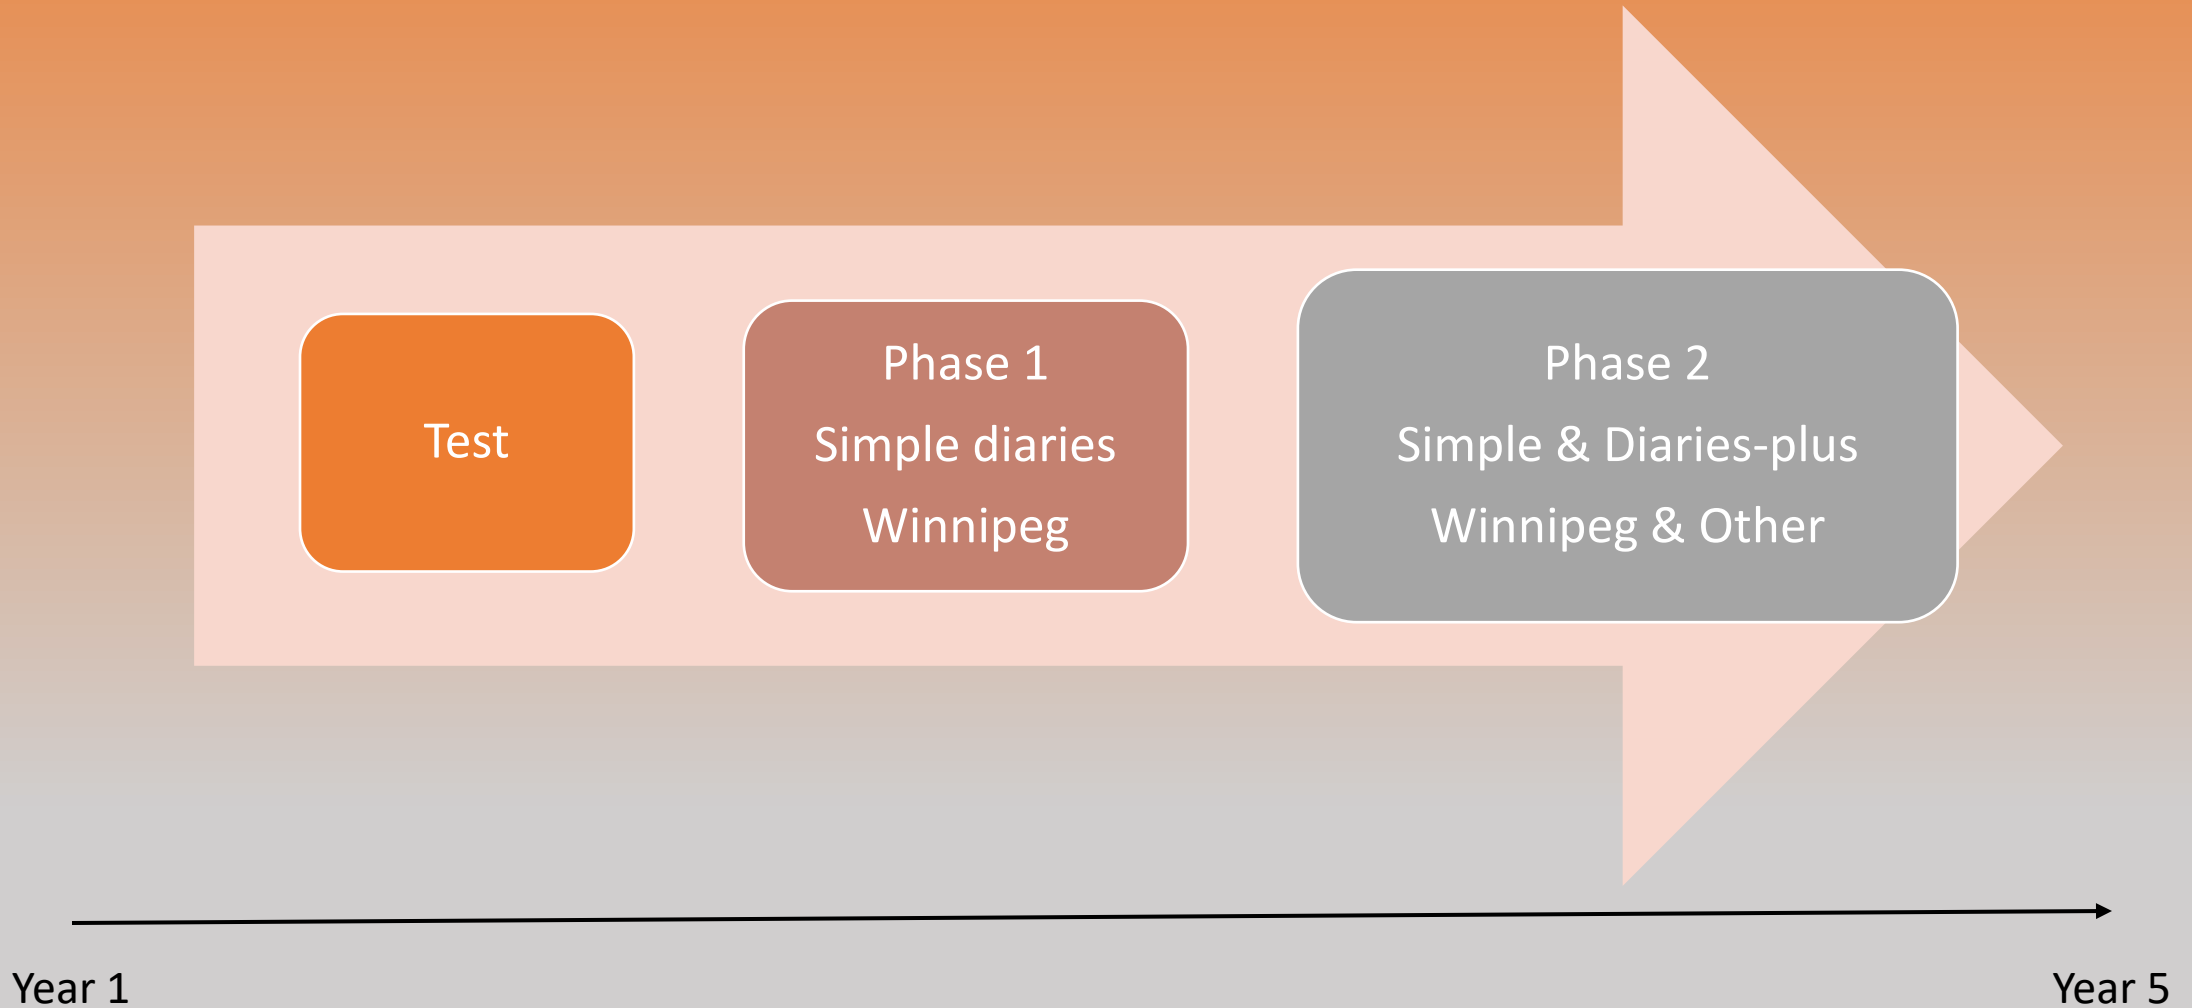 Test
Phase 1
Simple diaries
Winnipeg
Phase 2
Simple & Diaries-plus
Winnipeg & Other
Year 1
Year 5